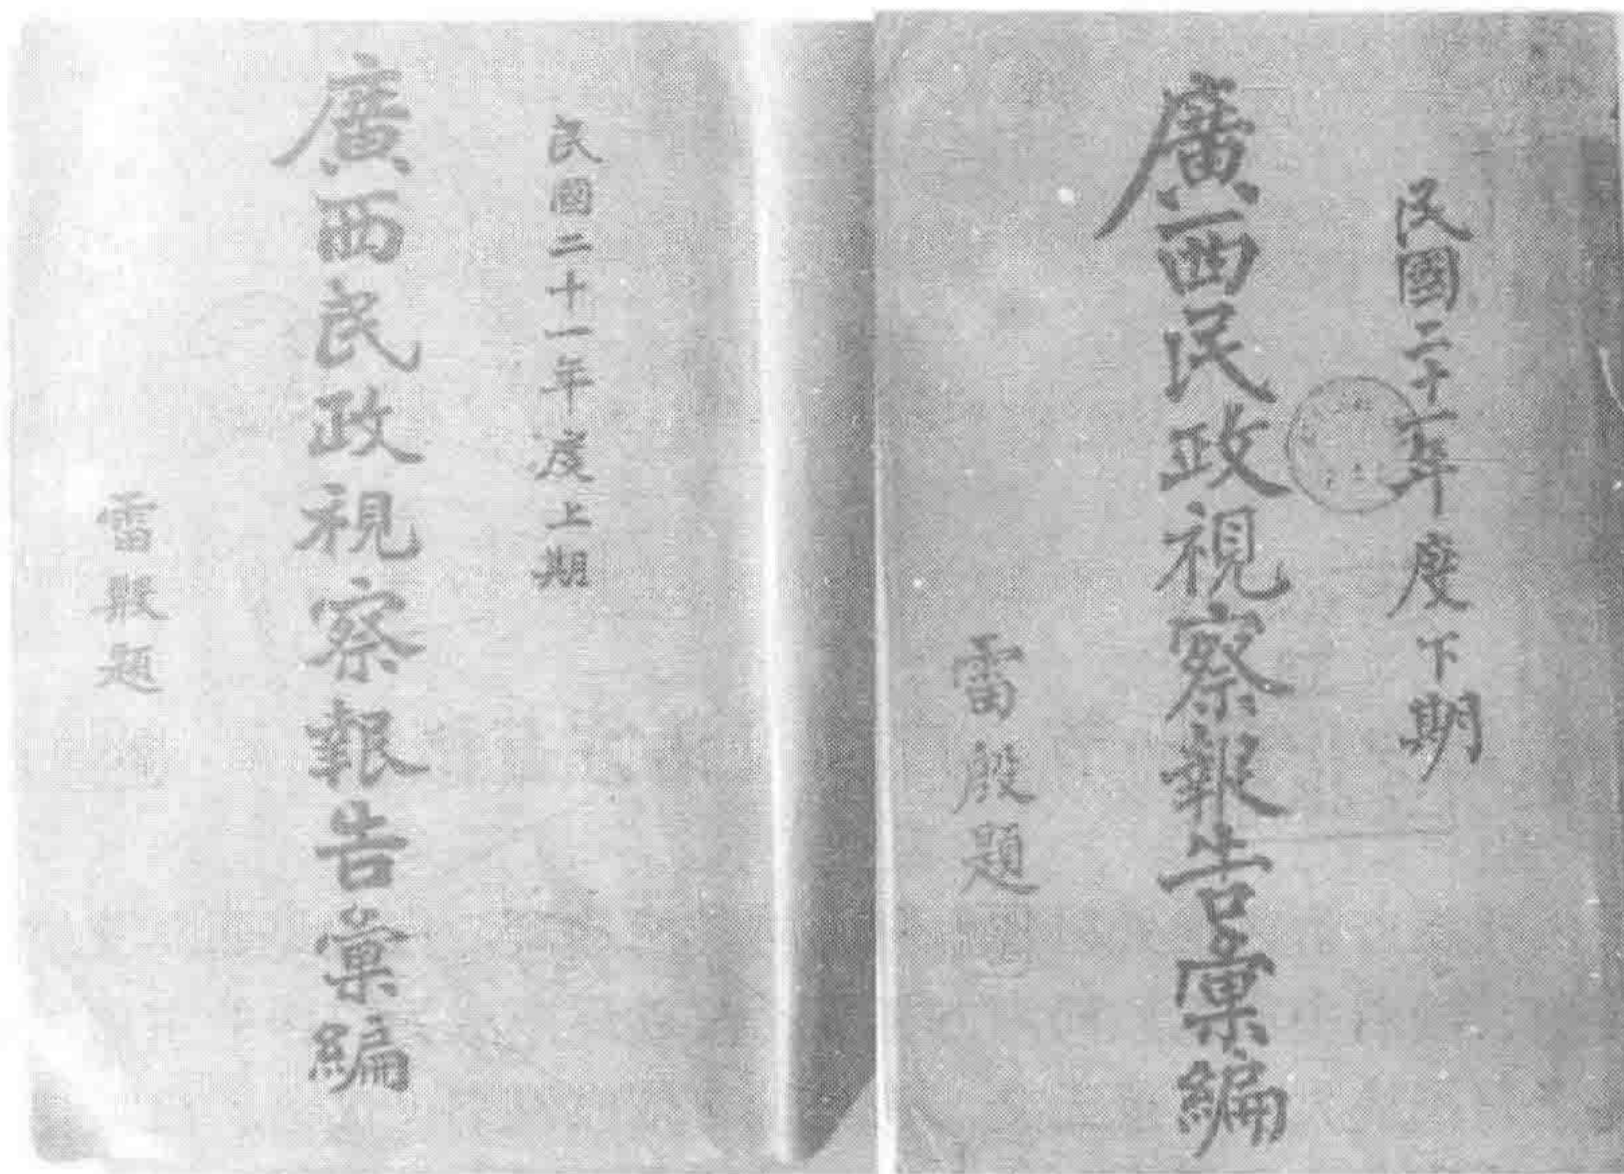 民國二十一年度上期
廣西民政視察報告彙編
雷殷題
民國二十一年度下期
廣西民政視察報告彙編
雷殷題